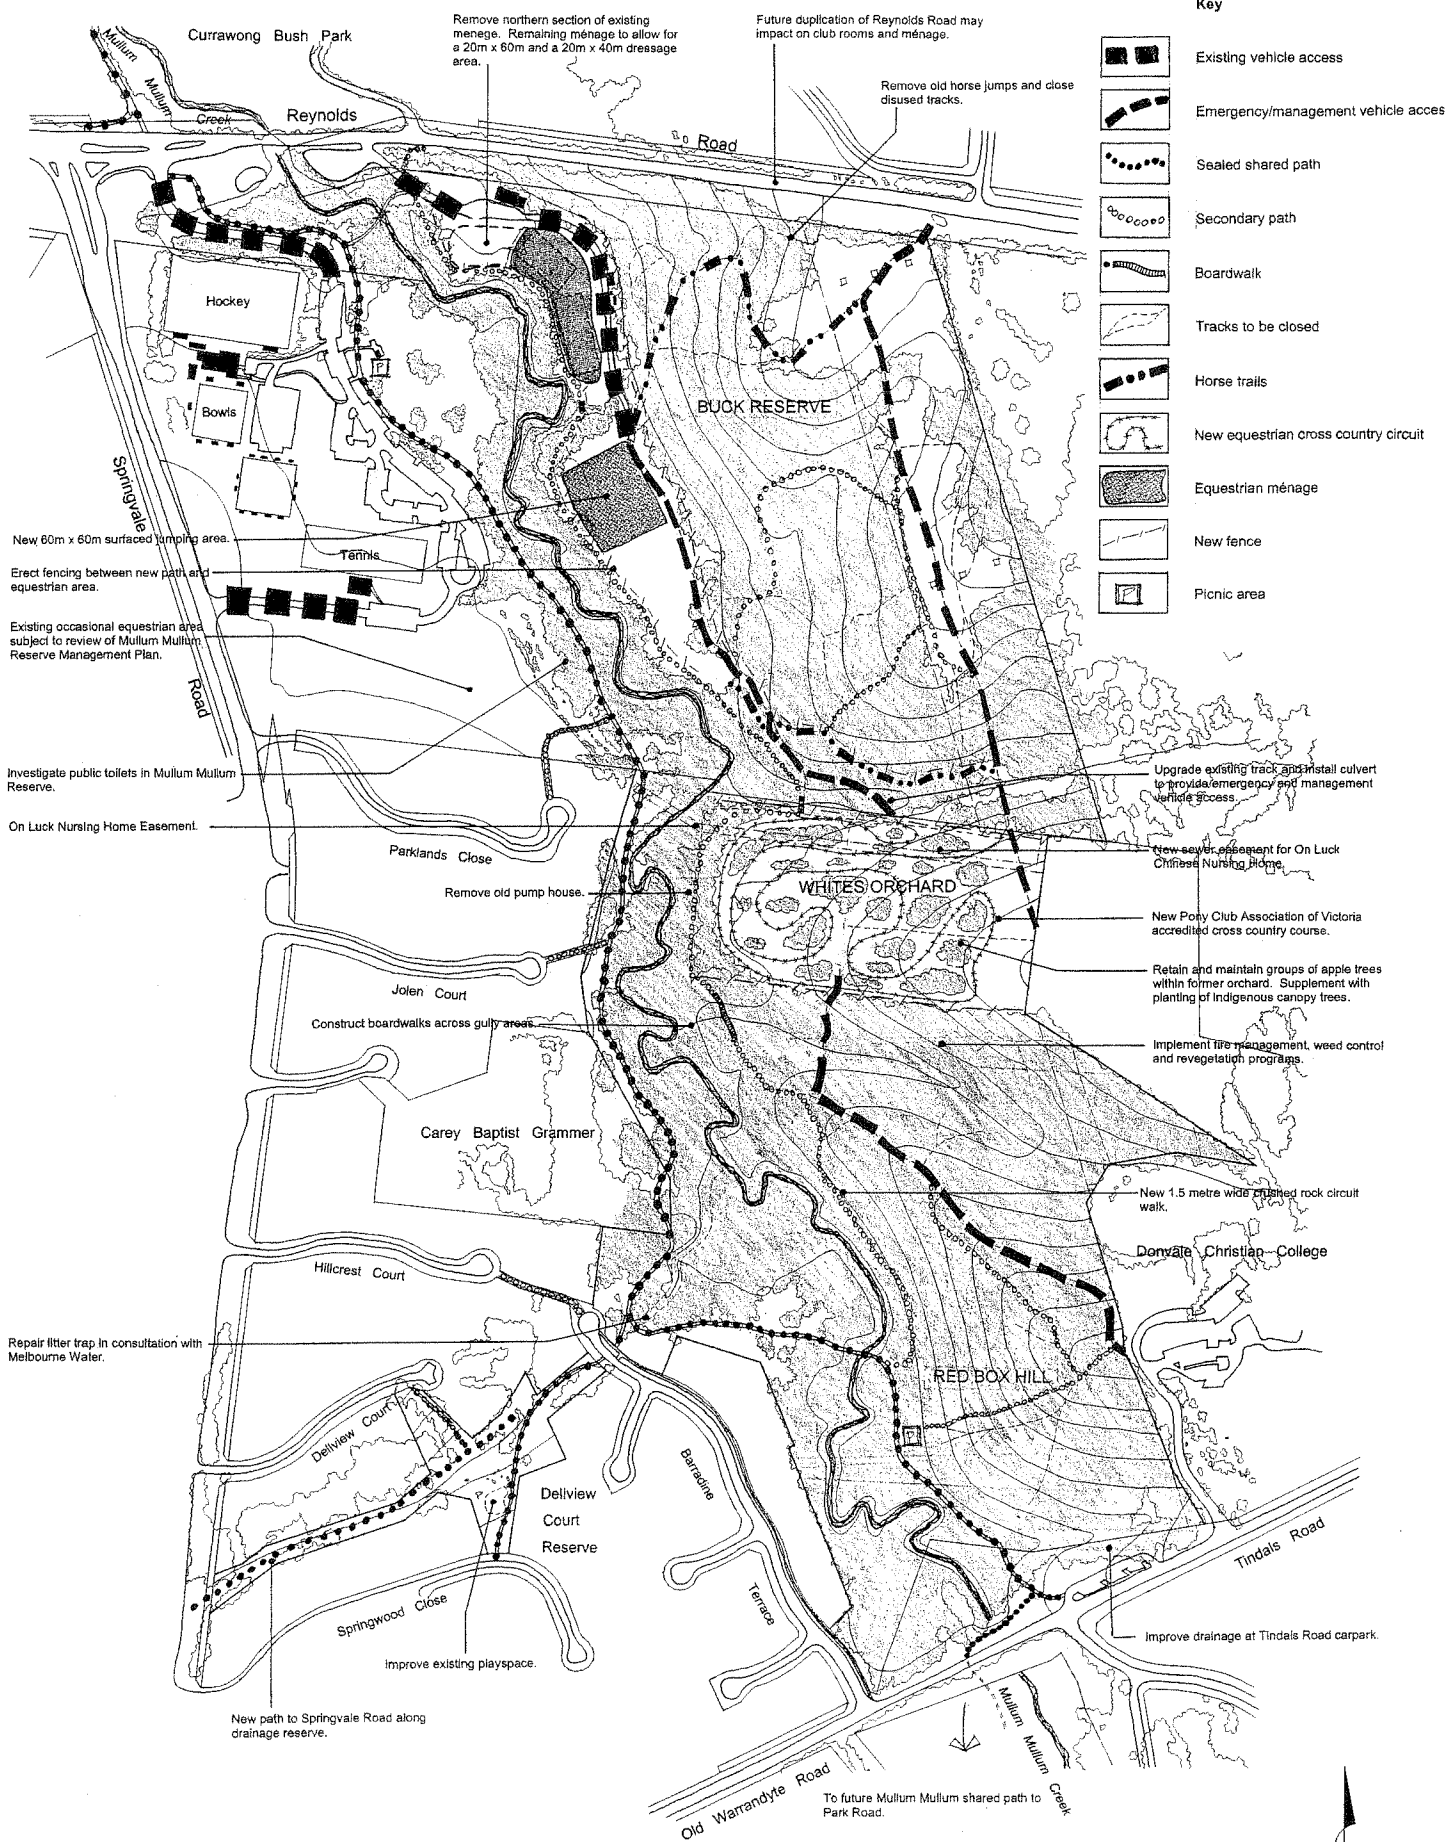 Key
Existing vehicle access
Emergency/management vehicle acces
Sealed shared path
Secondary path
Boardwalk
Tracks to be closed
Horse trails
New equestrian cross country circuit
Equestrian ménage
New fence
Picnic area
Remove northern section of existing
menege. Remaining ménage to allow for
a 20m x 60m and a 20m x 40m dressage
area.
Future duplication of Reynolds Road may
impact on club rooms and ménage.
Remove old horse jumps and close
disused tracks.
Currawong Bush Park
Mullum
Mullum
Creek
Reynolds
Road
Hockey
Bowls
Tennis
Springvale
Road
BUCK RESERVE
New 60m x 60m surfaced jumping area.
Erect fencing between new path and
equestrian area.
Existing occasional equestrian area
subject to review of Mullum Mullum
Reserve Management Plan.
Investigate public toilets in Mullum Mullum
Reserve.
On Luck Nursing Home Easement.
Parklands Close
Remove old pump house.
WHITES ORCHARD
Upgrade existing track and install culvert
to provide/emergency and management
vehicle access.
New sewer easement for On Luck
Chinese Nursing Home.
New Pony Club Association of Victoria
accredited cross country course.
Retain and maintain groups of apple trees
within former orchard. Supplement with
planting of indigenous canopy trees.
Jolen Court
Construct boardwalks across gully areas.
Implement fire management, weed control
and revegetation programs.
Carey Baptist Grammer
New 1.5 metre wide crushed rock circuit
walk.
Donvale Christian College
Hillcrest Court
Repair litter trap in consultation with
Melbourne Water.
RED BOX HILL
P
P
Dellview Court
Dellview
Court
Reserve
Barradine
Terrace
Springwood Close
Improve existing playspace.
New path to Springvale Road along
drainage reserve.
Tindals Road
Improve drainage at Tindals Road carpark.
Mullum Mullum Creek
Old Warrandyte Road
To future Mullum Mullum shared path to
Park Road.